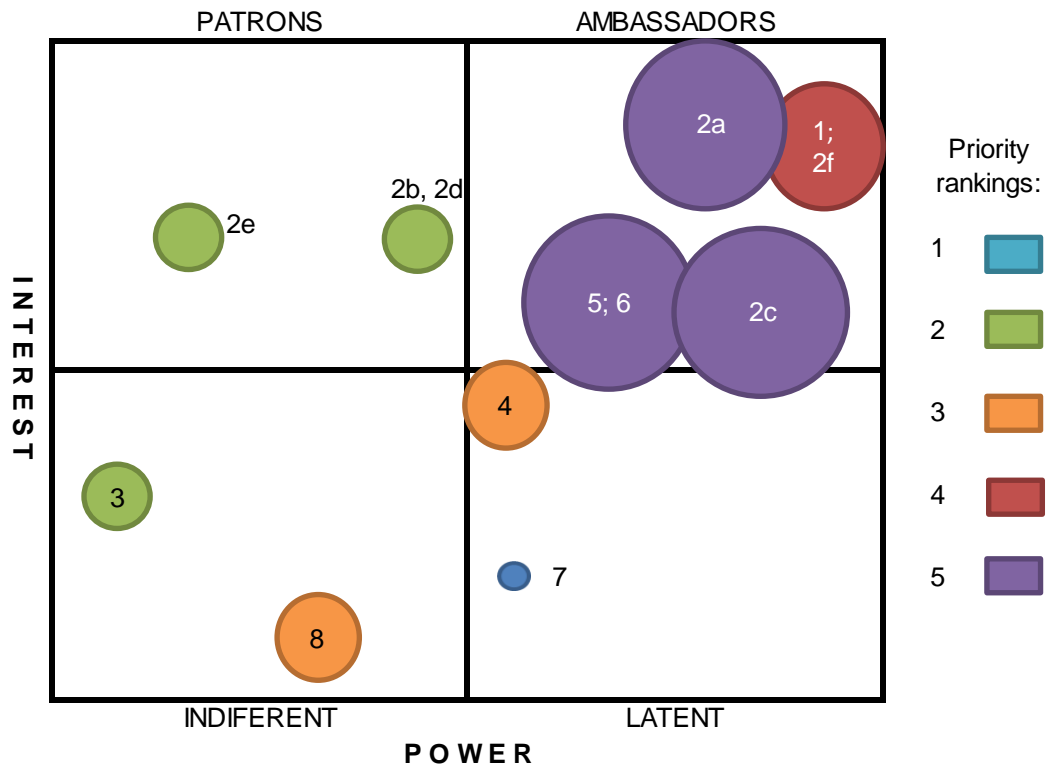 PATRONS
AMBASSADORS
2a
1;
2f
Priority
rankings:
2b, 2d
2e
1
INTEREST
5; 6
2c
2
4
3
3
4
7
5
8
INDIFERENT
LATENT
POWER